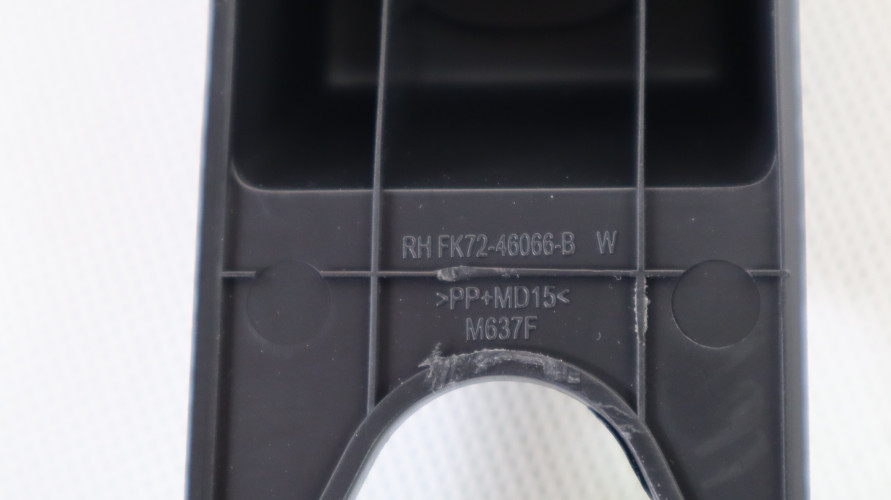 RH FK72-46066-B W
>PP+MD15<
M637F